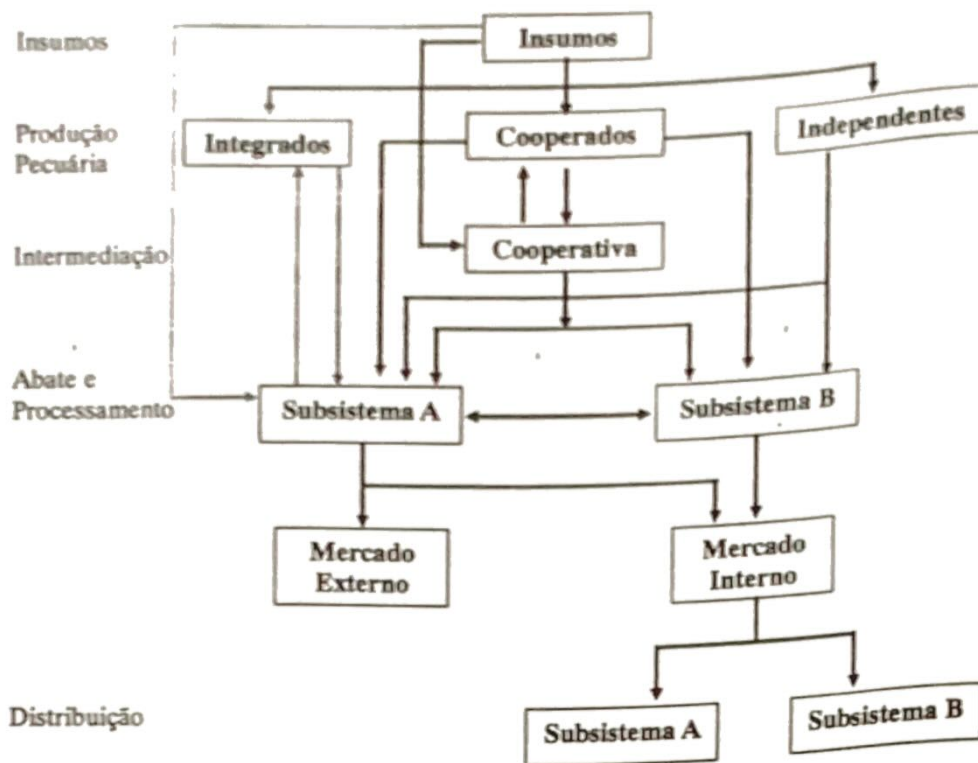 Insumos
Insumos
Produção
Pecuária
Integrados
Cooperados
Independentes
Intermediação
Cooperativa
Abate e
Processamento
Subsistema A
Subsistema B
Mercado
Externo
Mercado
Interno
Distribuição
Subsistema A
Subsistema B